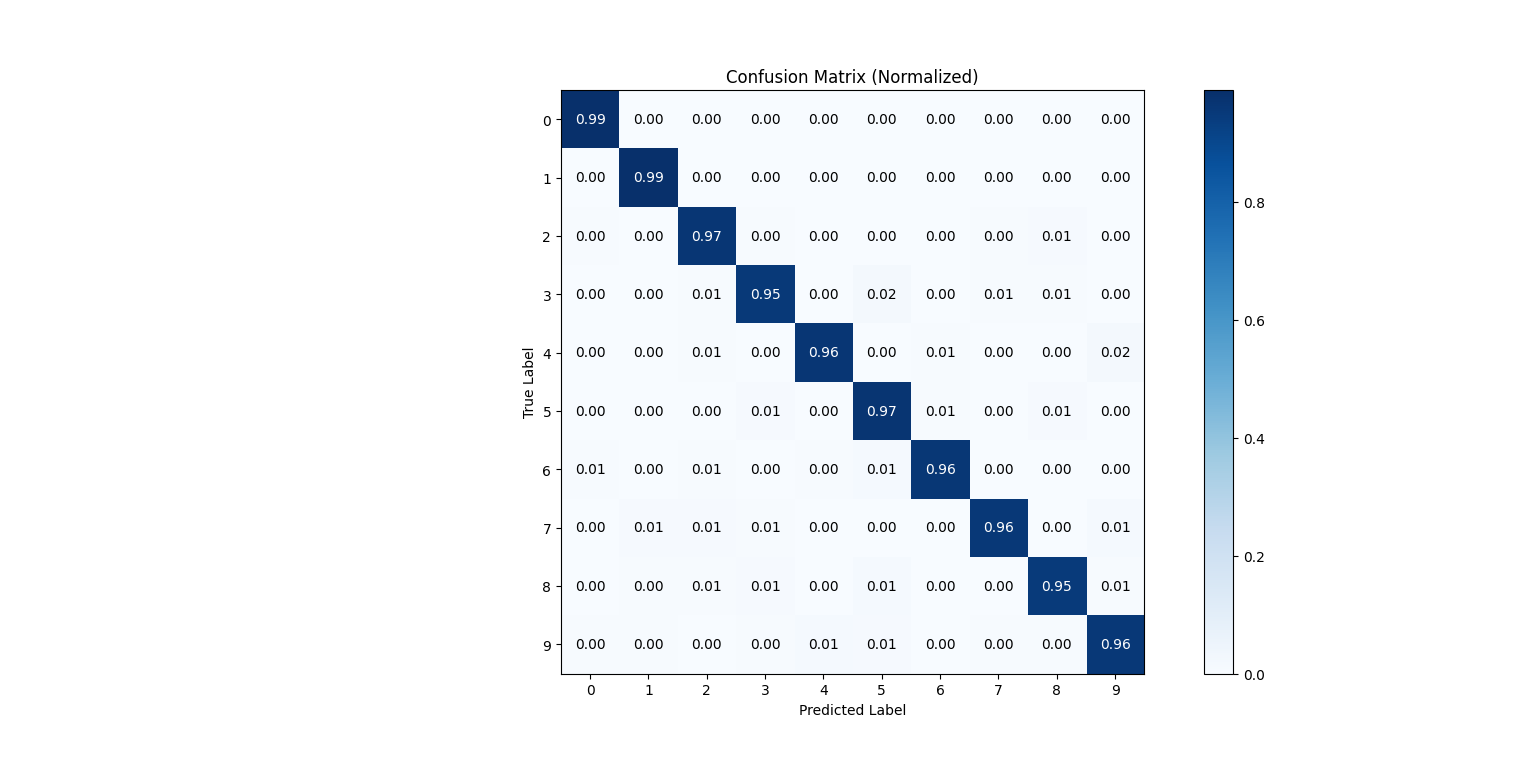 Confusion Matrix (Normalized)
0 0.99 0.00 0.00 0.00 0.00 0.00 0.00 0.00 0.00 0.00
1 0.00 0.99 0.00 0.00 0.00 0.00 0.00 0.00 0.00 0.00
2 0.00 0.00 0.97 0.00 0.00 0.00 0.00 0.00 0.01 0.00
3 0.00 0.00 0.01 0.95 0.00 0.02 0.00 0.01 0.01 0.00
4 0.00 0.00 0.01 0.00 0.96 0.00 0.01 0.00 0.00 0.02
5 0.00 0.00 0.00 0.01 0.00 0.97 0.01 0.00 0.01 0.00
6 0.01 0.00 0.01 0.00 0.00 0.01 0.96 0.00 0.00 0.00
7 0.00 0.01 0.01 0.01 0.00 0.00 0.00 0.96 0.00 0.01
8 0.00 0.00 0.01 0.01 0.00 0.01 0.00 0.00 0.95 0.01
9 0.00 0.00 0.00 0.00 0.01 0.01 0.00 0.00 0.00 0.96
0 1 2 3 4 5 6 7 8 9
Predicted Label
True Label
0.8
0.6
0.4
0.2
0.0